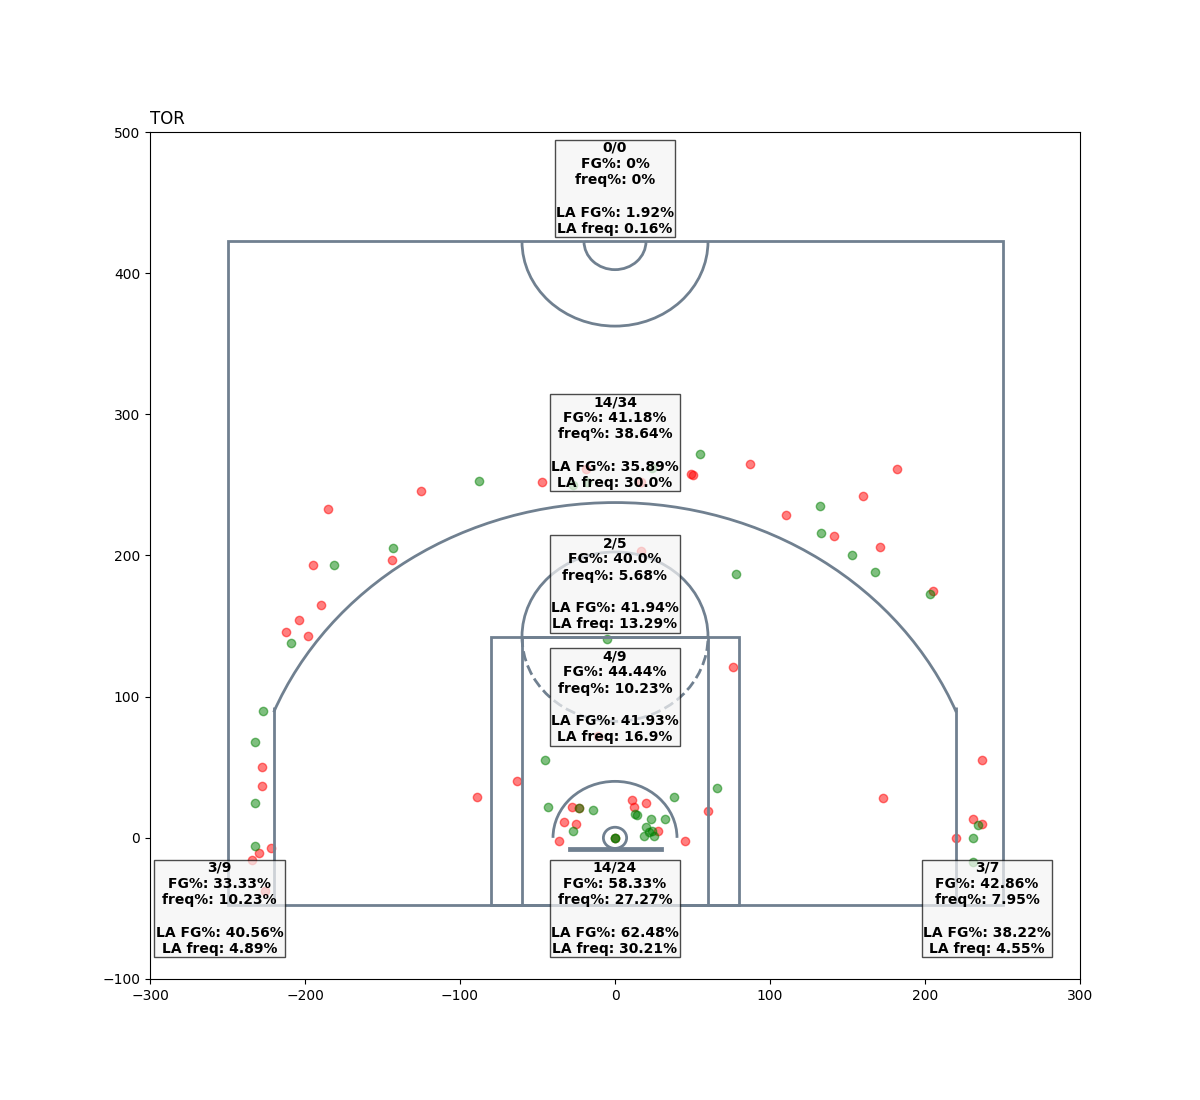 TOR
500
0/0
FG%: 0%
freq%: 0%
LA FG%: 1.92%
LA freq: 0.16%
400
300
14/34
FG%: 41.18%
freq%: 38.64%
LA FG%: 35.89%
LA freq: 30.0%
200
2/5
FG%: 40.0%
freq%: 5.68%
LA FG%: 41.94%
LA freq: 13.29%
4/9
FG%: 44.44%
freq%: 10.23%
LA FG%: 41.93%
LA freq: 16.9%
100
0
3/9
FG%: 33.33%
freq%: 10.23%
LA FG%: 40.56%
LA freq: 4.89%
14/24
FG%: 58.33%
freq%: 27.27%
LA FG%: 62.48%
LA freq: 30.21%
3/7
FG%: 42.86%
freq%: 7.95%
LA FG%: 38.22%
LA freq: 4.55%
−100
−300
−200
−100
0
100
200
300